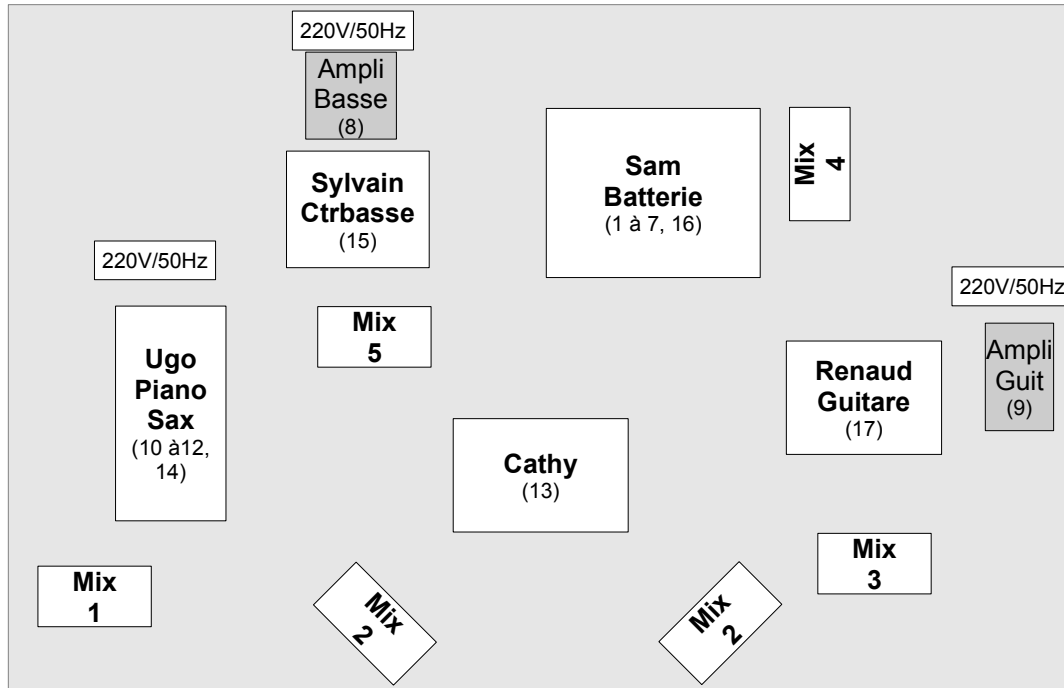 220V/50Hz
Ampli
Basse
(8)
Sylvain
Ctrbasse
(15)
Sam
Batterie
(1 à 7, 16)
Mix
4
220V/50Hz
220V/50Hz
Ugo
Piano
Sax
(10 à12,
14)
Mix
5
Renaud
Guitare
(17)
Ampli
Guit
(9)
Cathy
(13)
Mix
1
Mix
2
Mix
2
Mix
3